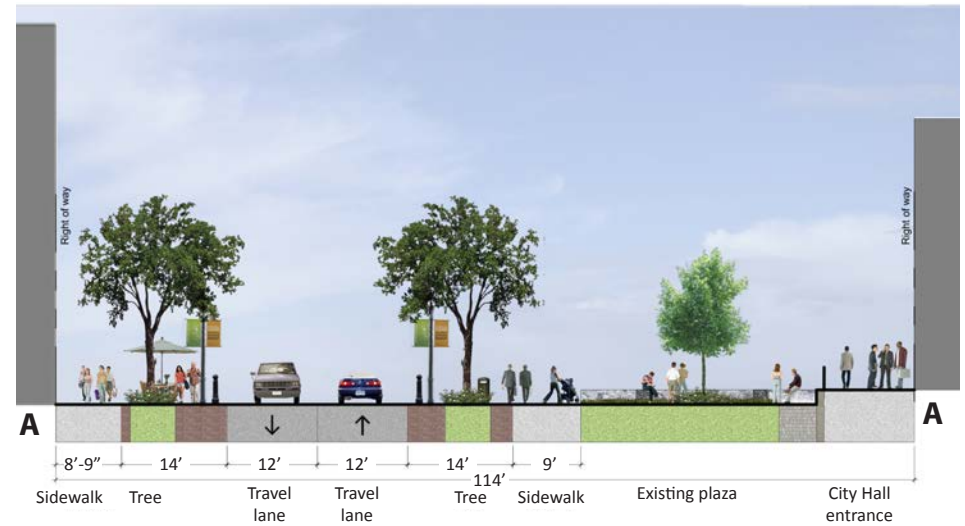 Right of way
Right of way
A
A
8'-9"
14'
12'
12'
14'
9'
114'
Sidewalk
Tree
Travel
lane
Travel
lane
Tree
Sidewalk
Existing plaza
City Hall
entrance